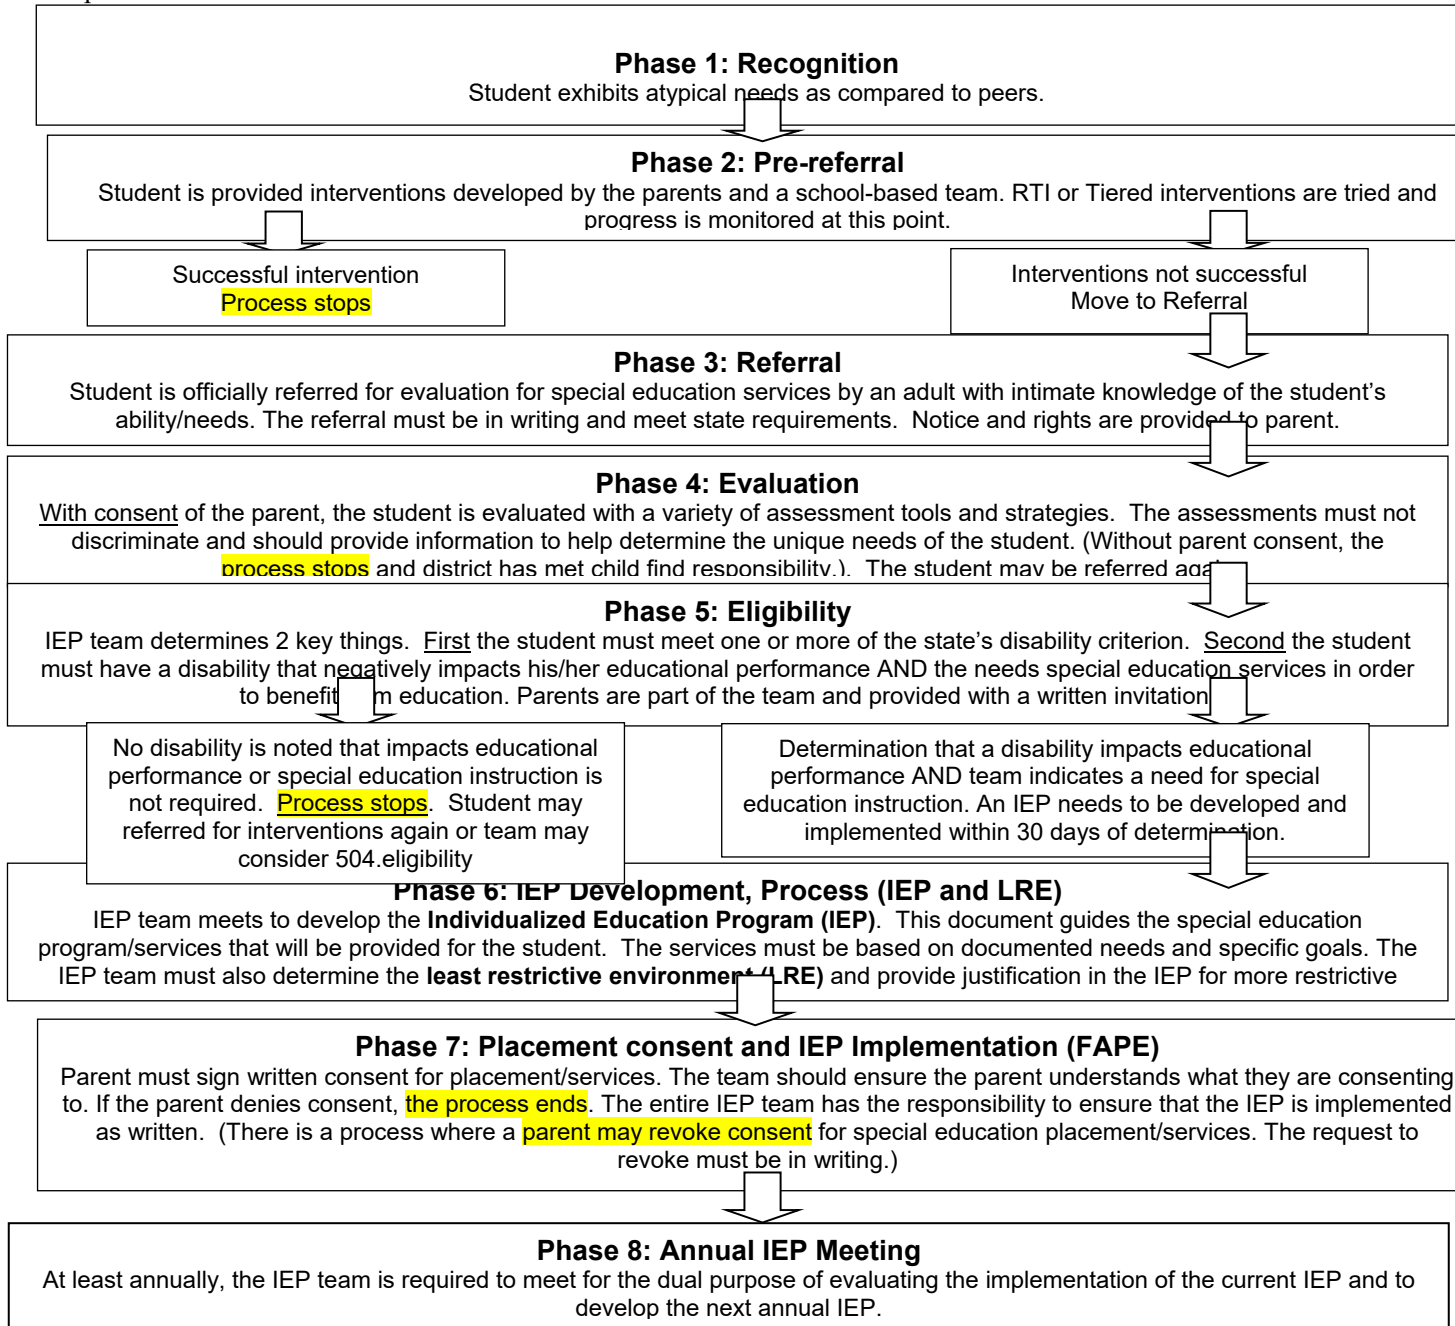 Phase 1: Recognition
Student exhibits atypical needs as compared to peers.
Phase 2: Pre-referral
Student is provided interventions developed by the parents and a school-based team. RTI or Tiered interventions are tried and
progress is monitored at this point.
Successful intervention
Process stops
Interventions not successful
Move to Referral
Phase 3: Referral
Student is officially referred for evaluation for special education services by an adult with intimate knowledge of the student’s
ability/needs. The referral must be in writing and meet state requirements. Notice and rights are provided to parent.
Phase 4: Evaluation
With consent of the parent, the student is evaluated with a variety of assessment tools and strategies. The assessments must not
discriminate and should provide information to help determine the unique needs of the student. (Without parent consent, the
process stops and district has met child find responsibility.). The student may be referred
Phase 5: Eligibility
IEP team determines 2 key things. First the student must meet one or more of the state’s disability criterion. Second the student
must have a disability that negatively impacts his/her educational performance AND the needs special education services in order
to benefit education. Parents are part of the team and provided with a written invitation
No disability is noted that impacts educational
performance or special education instruction is
not required. Process stops. Student may
referred for interventions again or team may
consider 504.eligibility
Determination that a disability impacts educational
performance AND team indicates a need for special
education instruction. An IEP needs to be developed and
implemented within 30 days of determination.
Phase 6: IEP Development, Process (IEP and LRE)
IEP team meets to develop the Individualized Education Program (IEP). This document guides the special education
program/services that will be provided for the student. The services must be based on documented needs and specific goals. The
IEP team must also determine the least restrictive environment (LRE) and provide justification in the IEP for more restrictive
Phase 7: Placement consent and IEP Implementation (FAPE)
Parent must sign written consent for placement/services. The team should ensure the parent understands what they are consenting
to. If the parent denies consent, the process ends. The entire IEP team has the responsibility to ensure that the IEP is implemented
as written. (There is a process where a parent may revoke consent for special education placement/services. The request to
revoke must be in writing.)
Phase 8: Annual IEP Meeting
At least annually, the IEP team is required to meet for the dual purpose of evaluating the implementation of the current IEP and to
develop the next annual IEP.